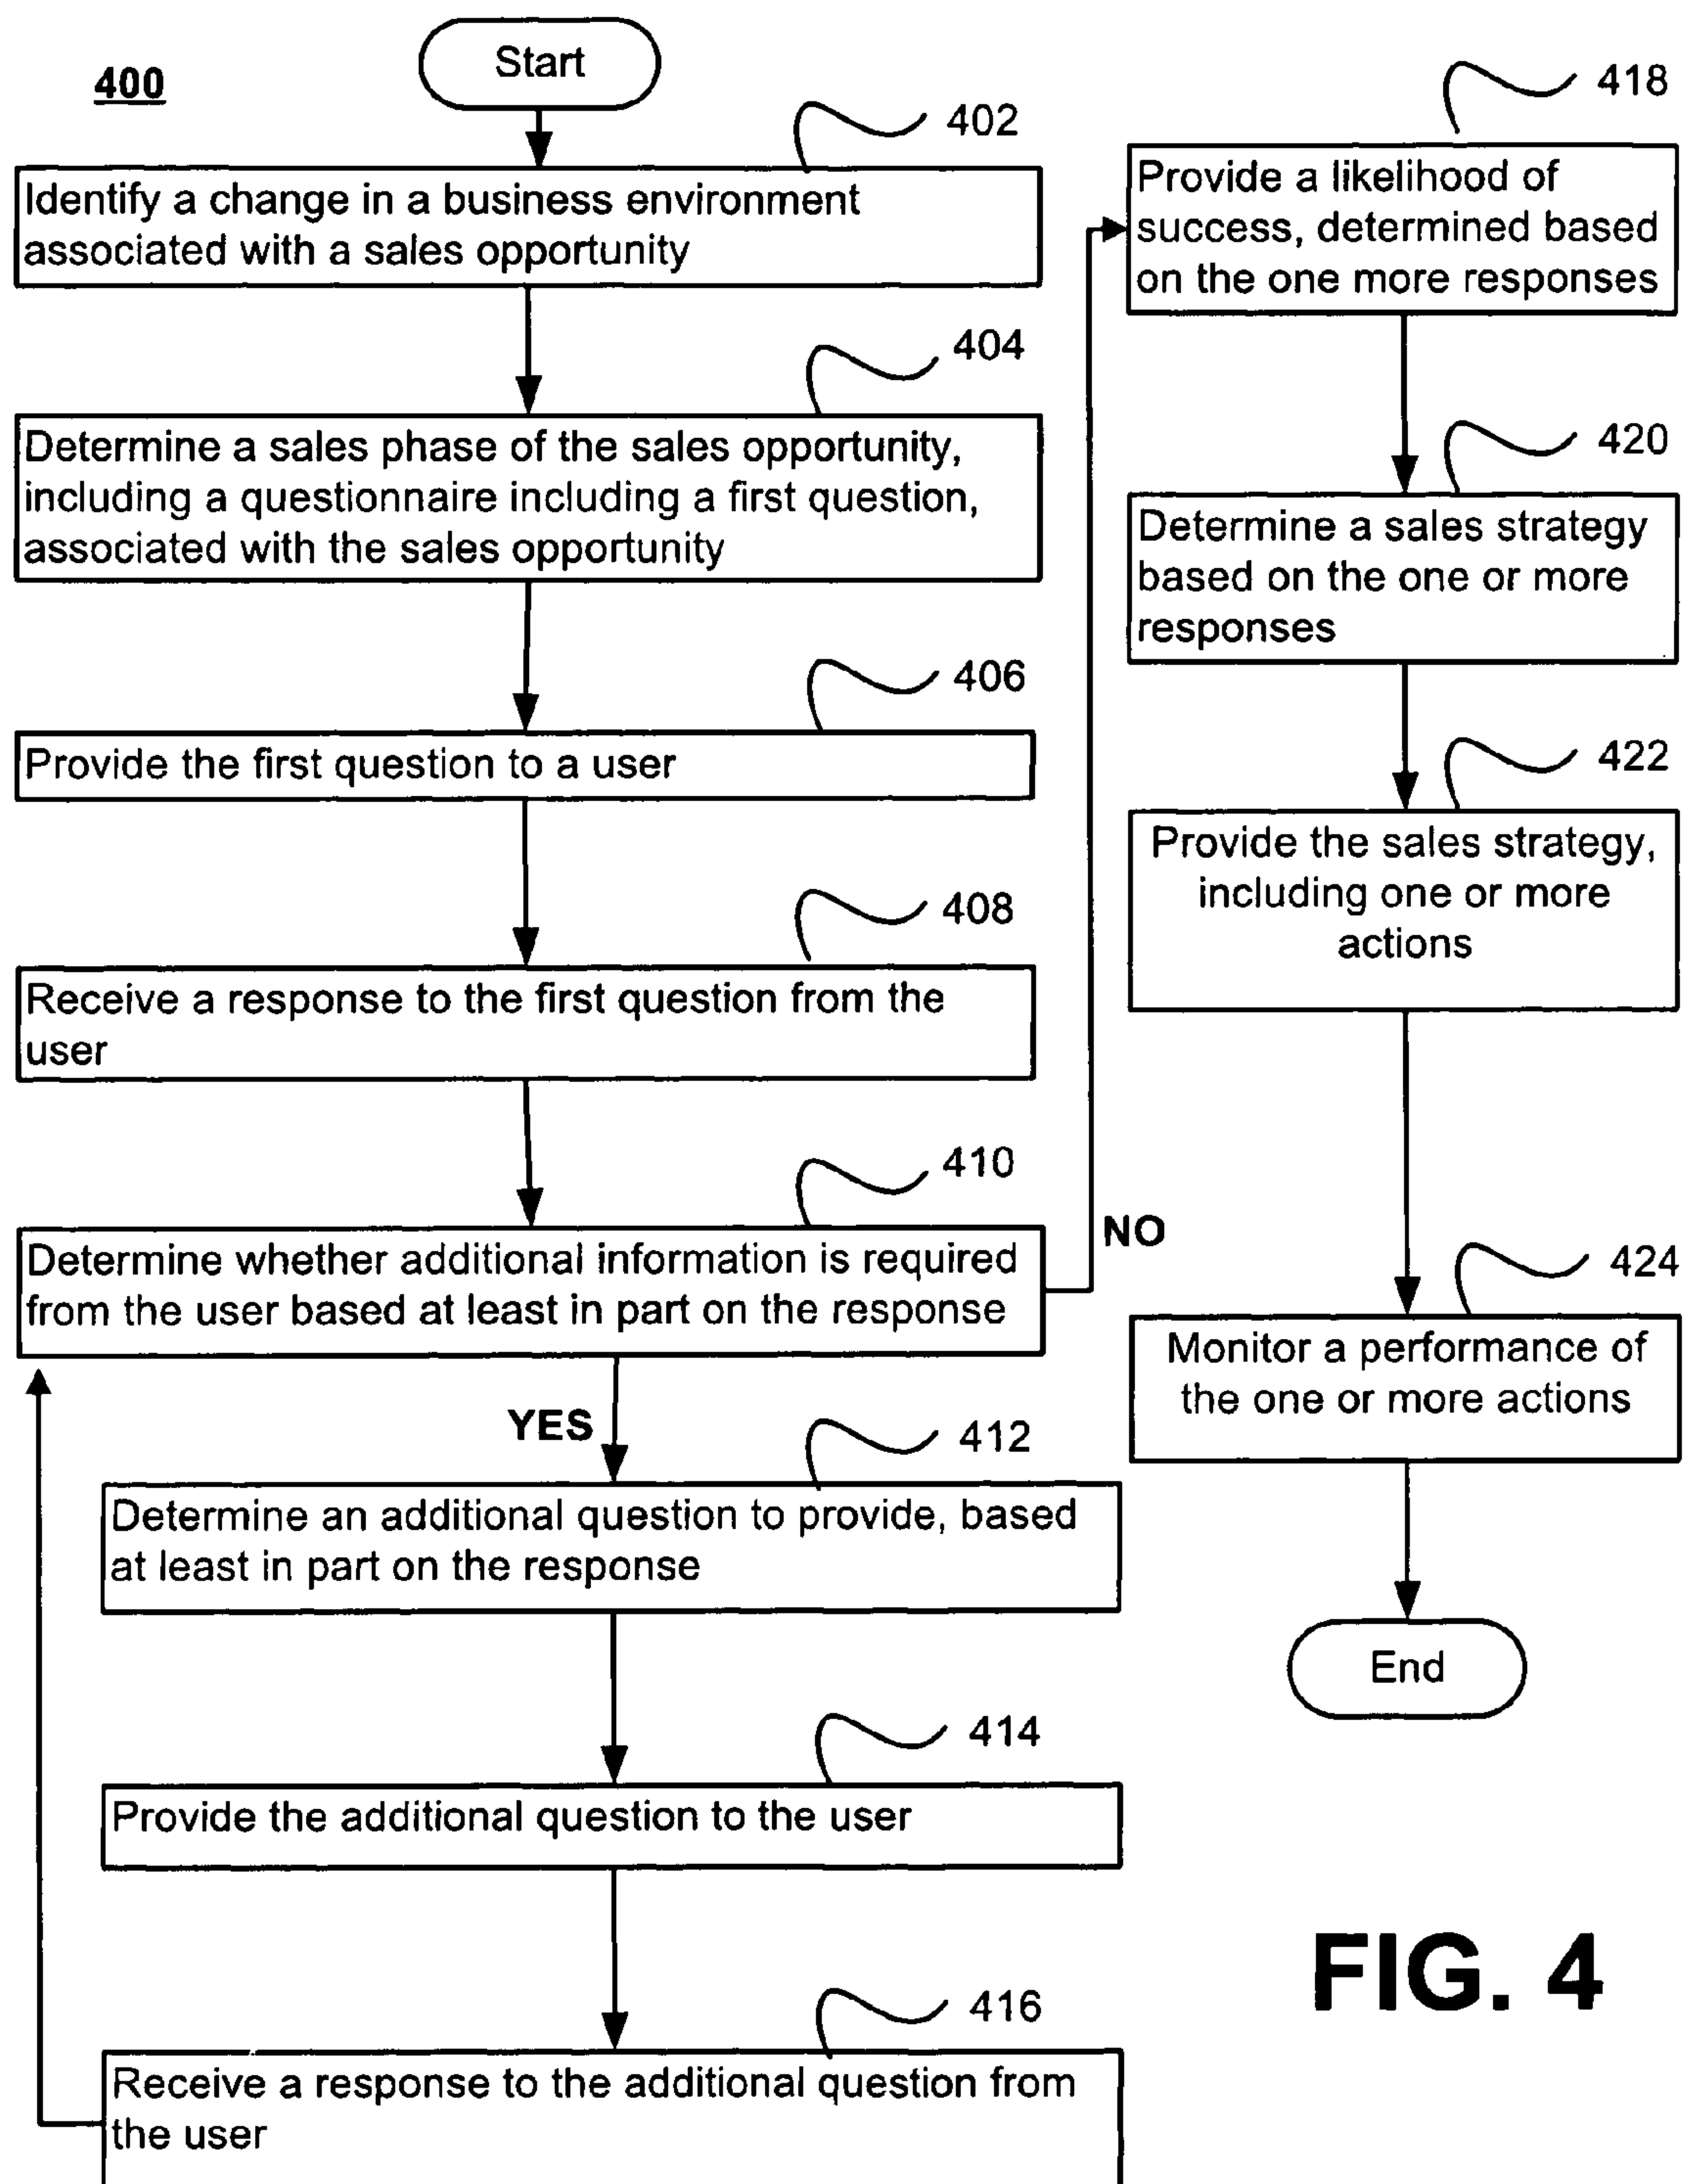 400
Start
402
Identify a change in a business environment
associated with a sales opportunity
404
Determine a sales phase of the sales opportunity,
including a questionnaire including a first question,
associated with the sales opportunity
406
Provide the first question to a user
408
Receive a response to the first question from the
user
410
Determine whether additional information is required
from the user based at least in part on the response
NO
YES
412
Determine an additional question to provide, based
at least in part on the response
414
Provide the additional question to the user
416
Receive a response to the additional question from
the user
418
Provide a likelihood of
success, determined based
on the one more responses
420
Determine a sales strategy
based on the one or more
responses
422
Provide the sales strategy,
including one or more
actions
424
Monitor a performance of
the one or more actions
End
FIG. 4